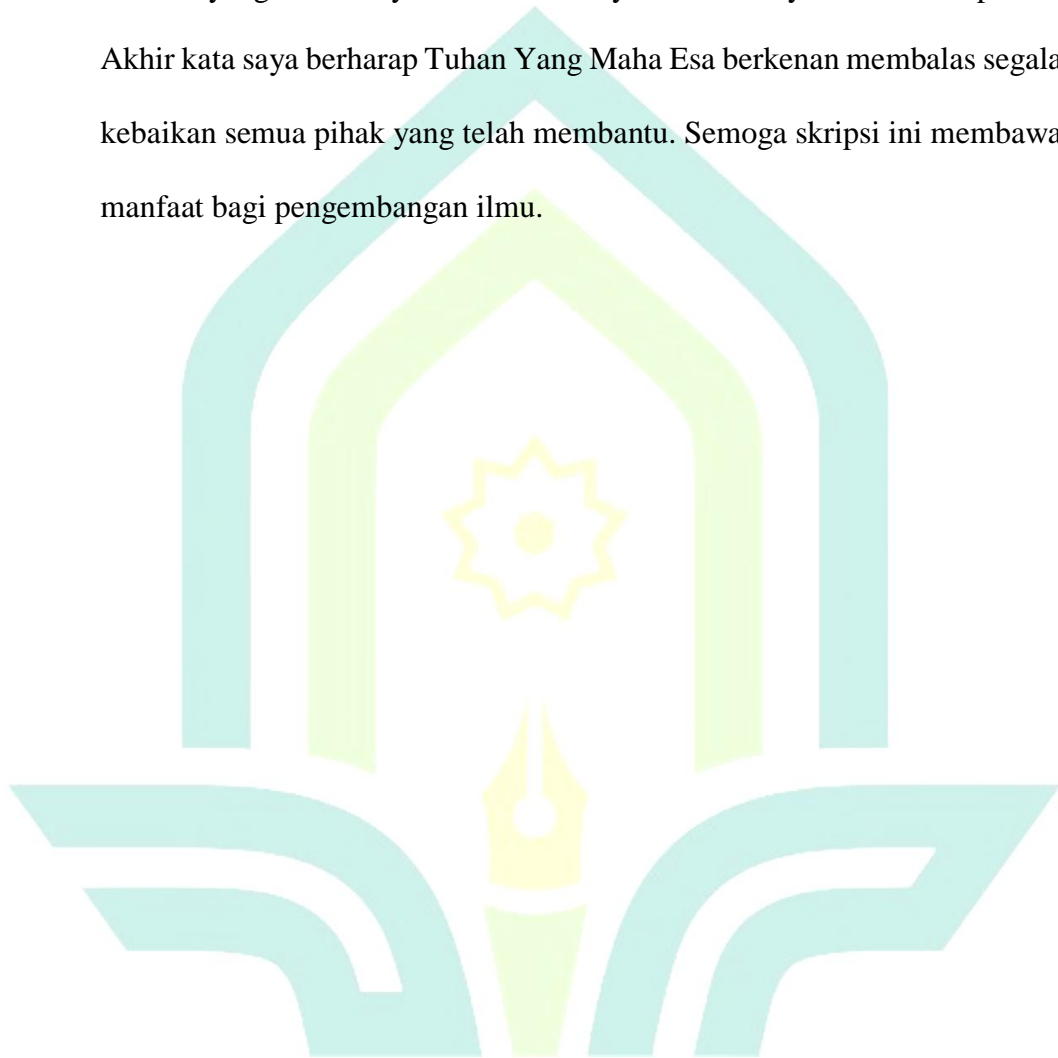 Akhir kata saya berharap Tuhan Yang Maha Esa berkenan membalas segala
kebaikan semua pihak yang telah membantu. Semoga skripsi ini membawa
manfaat bagi pengembangan ilmu.